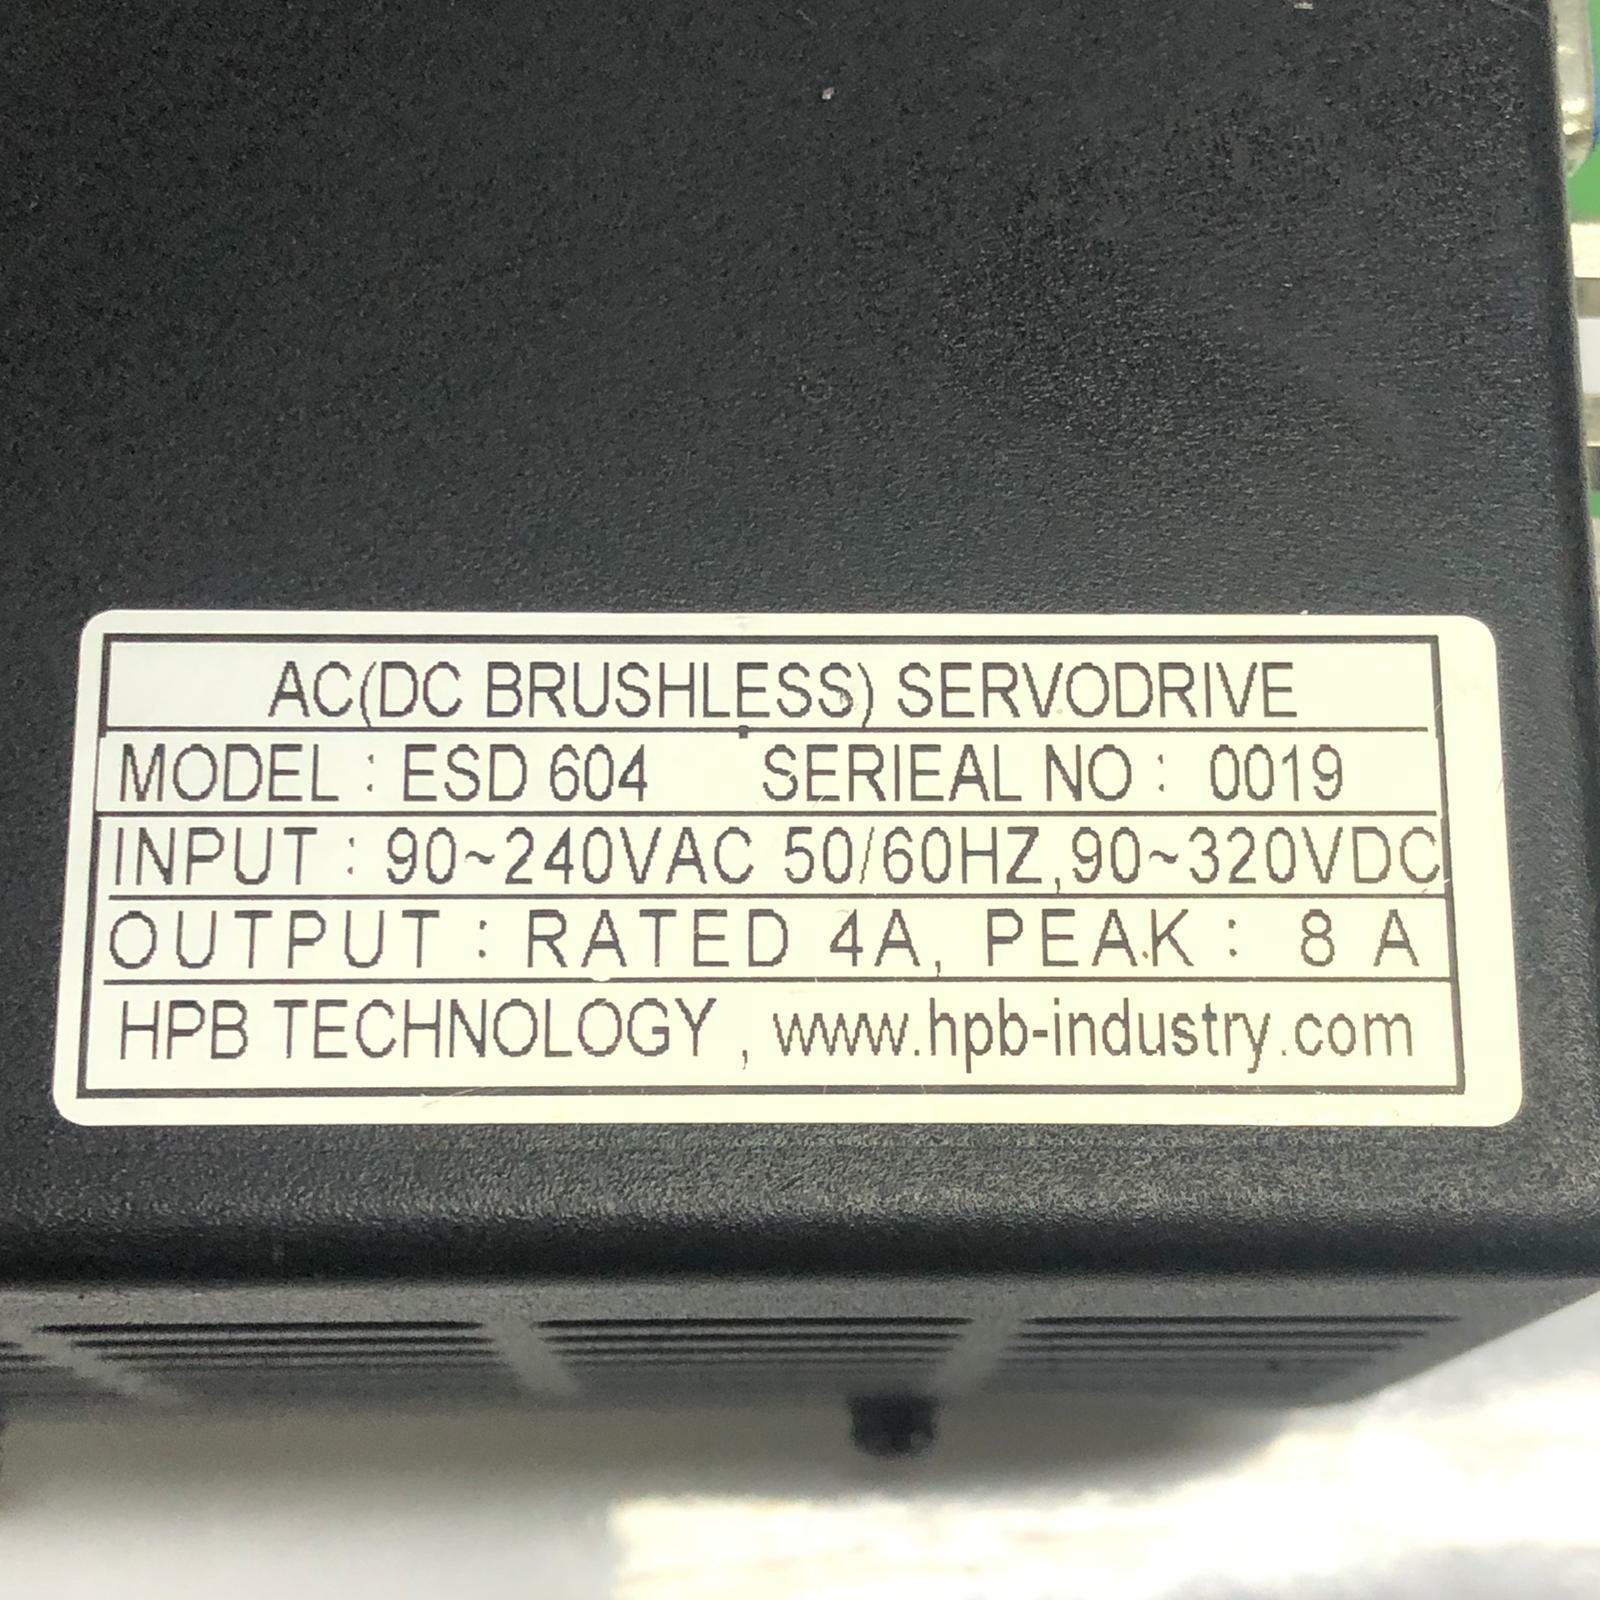 AC(DC BRUSHLESS) SERVODRIVE
MODEL : ESD 604 SERIEAL NO : 0019
INPUT : 90~240VAC 50/60HZ,90~320VDC
OUTPUT : RATED 4A, PEAK : 8 A
HPB TECHNOLOGY , www.hpb-industry.com